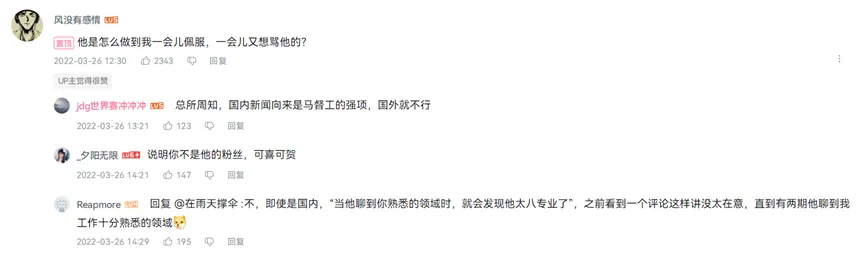 风没有感情 LV5
置顶 他是怎么做到我一会儿佩服，一会儿又想骂他的？
2022-03-26 12:30 2343 回复
UP主觉得很赞
jdg世界赛冲冲冲 LV5 总所周知，国内新闻向来是马督工的强项，国外就不行
2022-03-26 13:21 123 回复
_夕阳无限 LV6 说明你不是他的粉丝，可喜可贺
2022-03-26 14:21 147 回复
Reapmore 回复 @在雨天撑伞 :不，即使是国内，“当他聊到你熟悉的领域时，就会发现他太八专业了”，之前看到一个评论这样讲没太在意，直到有两期他聊到我
工作十分熟悉的领域
2022-03-26 14:29 195 回复